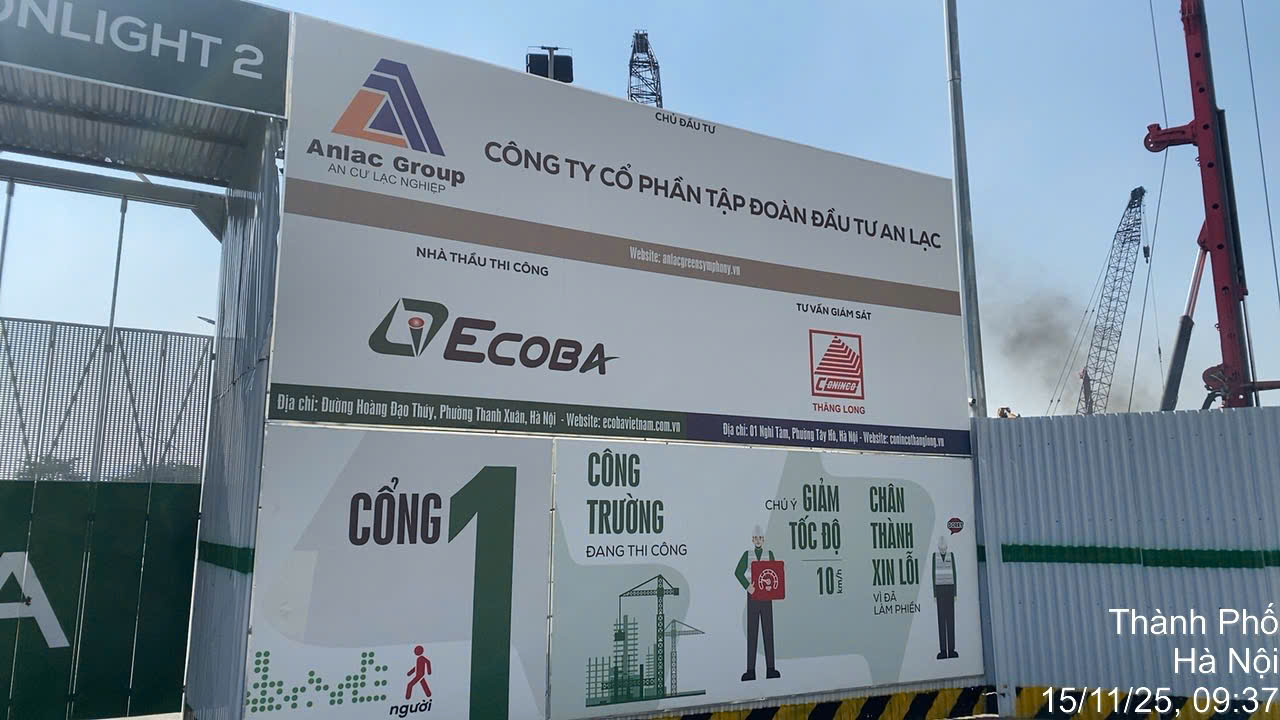 ONLIGHT 2
Anlac Group
AN CƯ LẠC NGHIỆP
CHỦ ĐẦU TƯ
CÔNG TY CỔ PHẦN TẬP ĐOÀN ĐẦU TƯ AN LẠC
Website: anlacgreensymphony.vn
NHÀ THẦU THI CÔNG
ECOBA
TƯ VẤN GIÁM SÁT
CONINCO
THĂNG LONG
Địa chỉ: Đường Hoàng Đạo Thúy, Phường Thanh Xuân, Hà Nội - Website: ecobavietnam.com.vn
Địa chỉ: 01 Nghi Tàm, Phường Tây Hồ, Hà Nội - Website: conincothanglong.vn
CỔNG 1
người
CÔNG
TRƯỜNG
ĐANG THI CÔNG
CHÚ Ý GIẢM
TỐC ĐỘ
10 km/h
CHÂN
THÀNH
XIN LỖI
VÌ ĐÃ
LÀM PHIỀN
A
Thành Phố
Hà Nội
15/11/25, 09:37